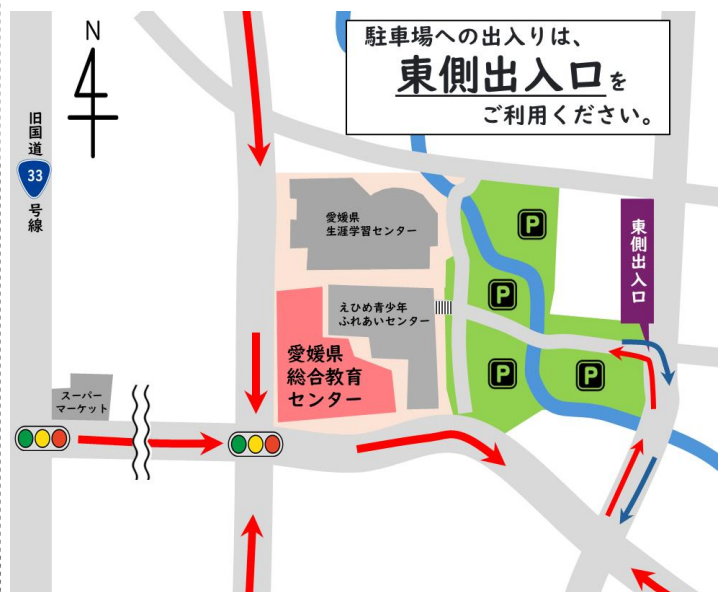 N
駐車場への出入りは、
東側出入口を
ご利用ください。
旧国道
33
号線
愛媛県
生涯学習センター
P
東側出入口
P
えひめ青少年
ふれあいセンター
愛媛県
総合教育
センター
P
P
スーパー
マーケット